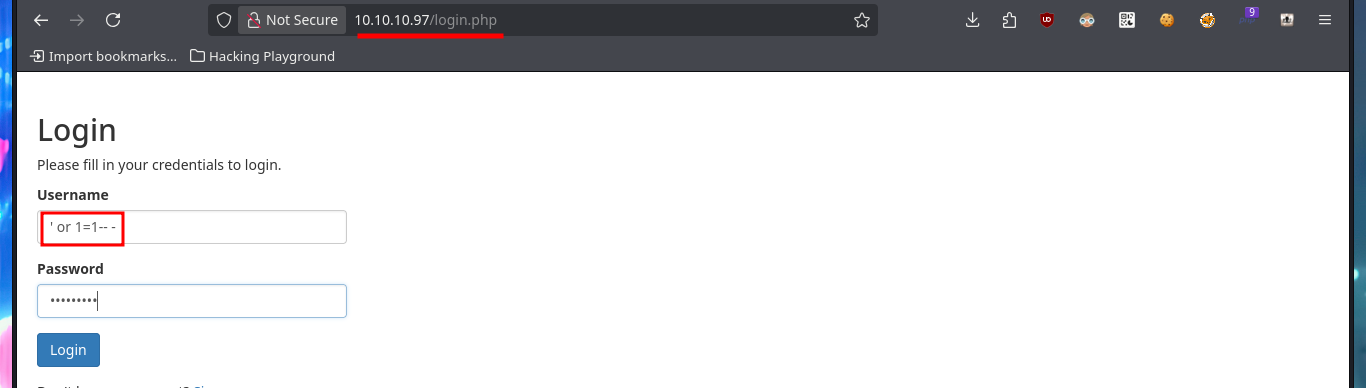 Not Secure 10.10.10.97/login.php
9
Import bookmarks... Hacking Playground
Login
Please fill in your credentials to login.
Username
' or 1=1-- -
Password
•••••••••
Login